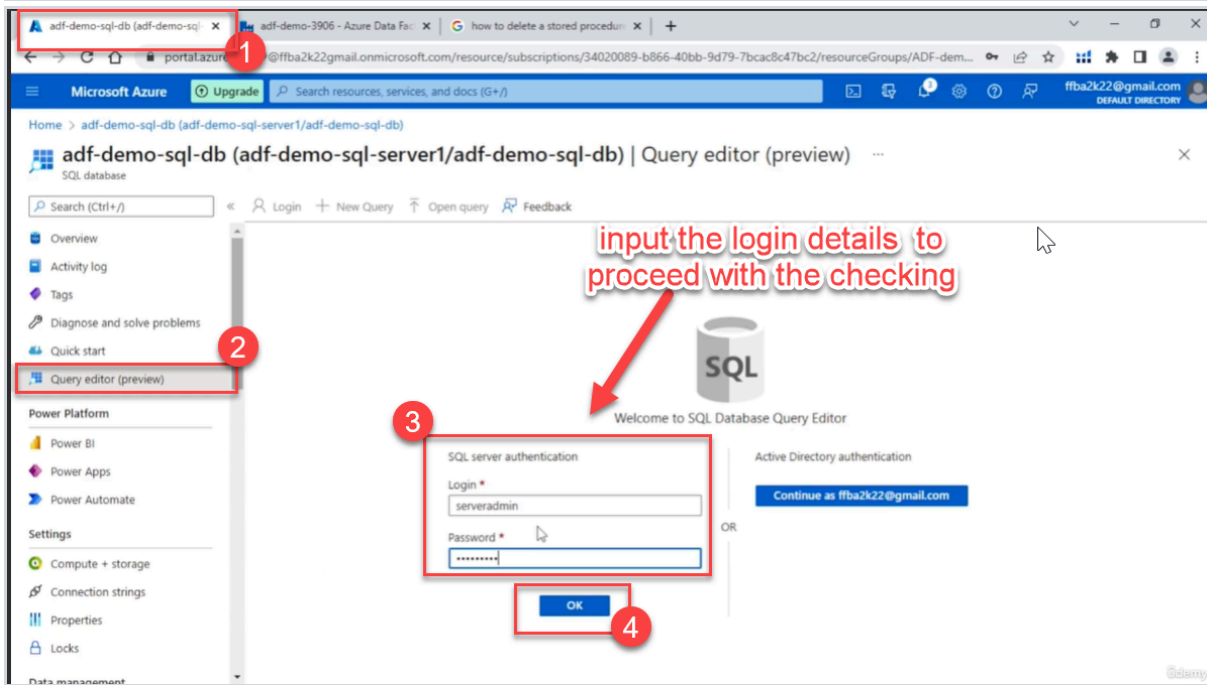 adf-demo-sql-db (adf-demo-sql-
adf-demo-3906 - Azure Data Fac
how to delete a stored procedure
1
portal.azure
@ffba2k22gmail.onmicrosoft.com/resource/subscriptions/34020089-b866-40bb-9d79-7bcac8c47bc2/resourceGroups/ADF-dem...
Microsoft Azure
Upgrade
Search resources, services, and docs (G+/)
ffba2k22@gmail.com
DEFAULT DIRECTORY
Home > adf-demo-sql-db (adf-demo-sql-server1/adf-demo-sql-db)
adf-demo-sql-db (adf-demo-sql-server1/adf-demo-sql-db) | Query editor (preview) ...
SQL database
Search (Ctrl+/)
Login
New Query
Open query
Feedback
Overview
Activity log
Tags
Diagnose and solve problems
Quick start
2
Query editor (preview)
Power Platform
Power BI
Power Apps
Power Automate
Settings
Compute + storage
Connection strings
Properties
Locks
Data management
input the login details to
proceed with the checking
SQL
Welcome to SQL Database Query Editor
3
SQL server authentication
Login *
serveradmin
Password *
•••••••••
OK
4
OR
Active Directory authentication
Continue as ffba2k22@gmail.com
Udemy